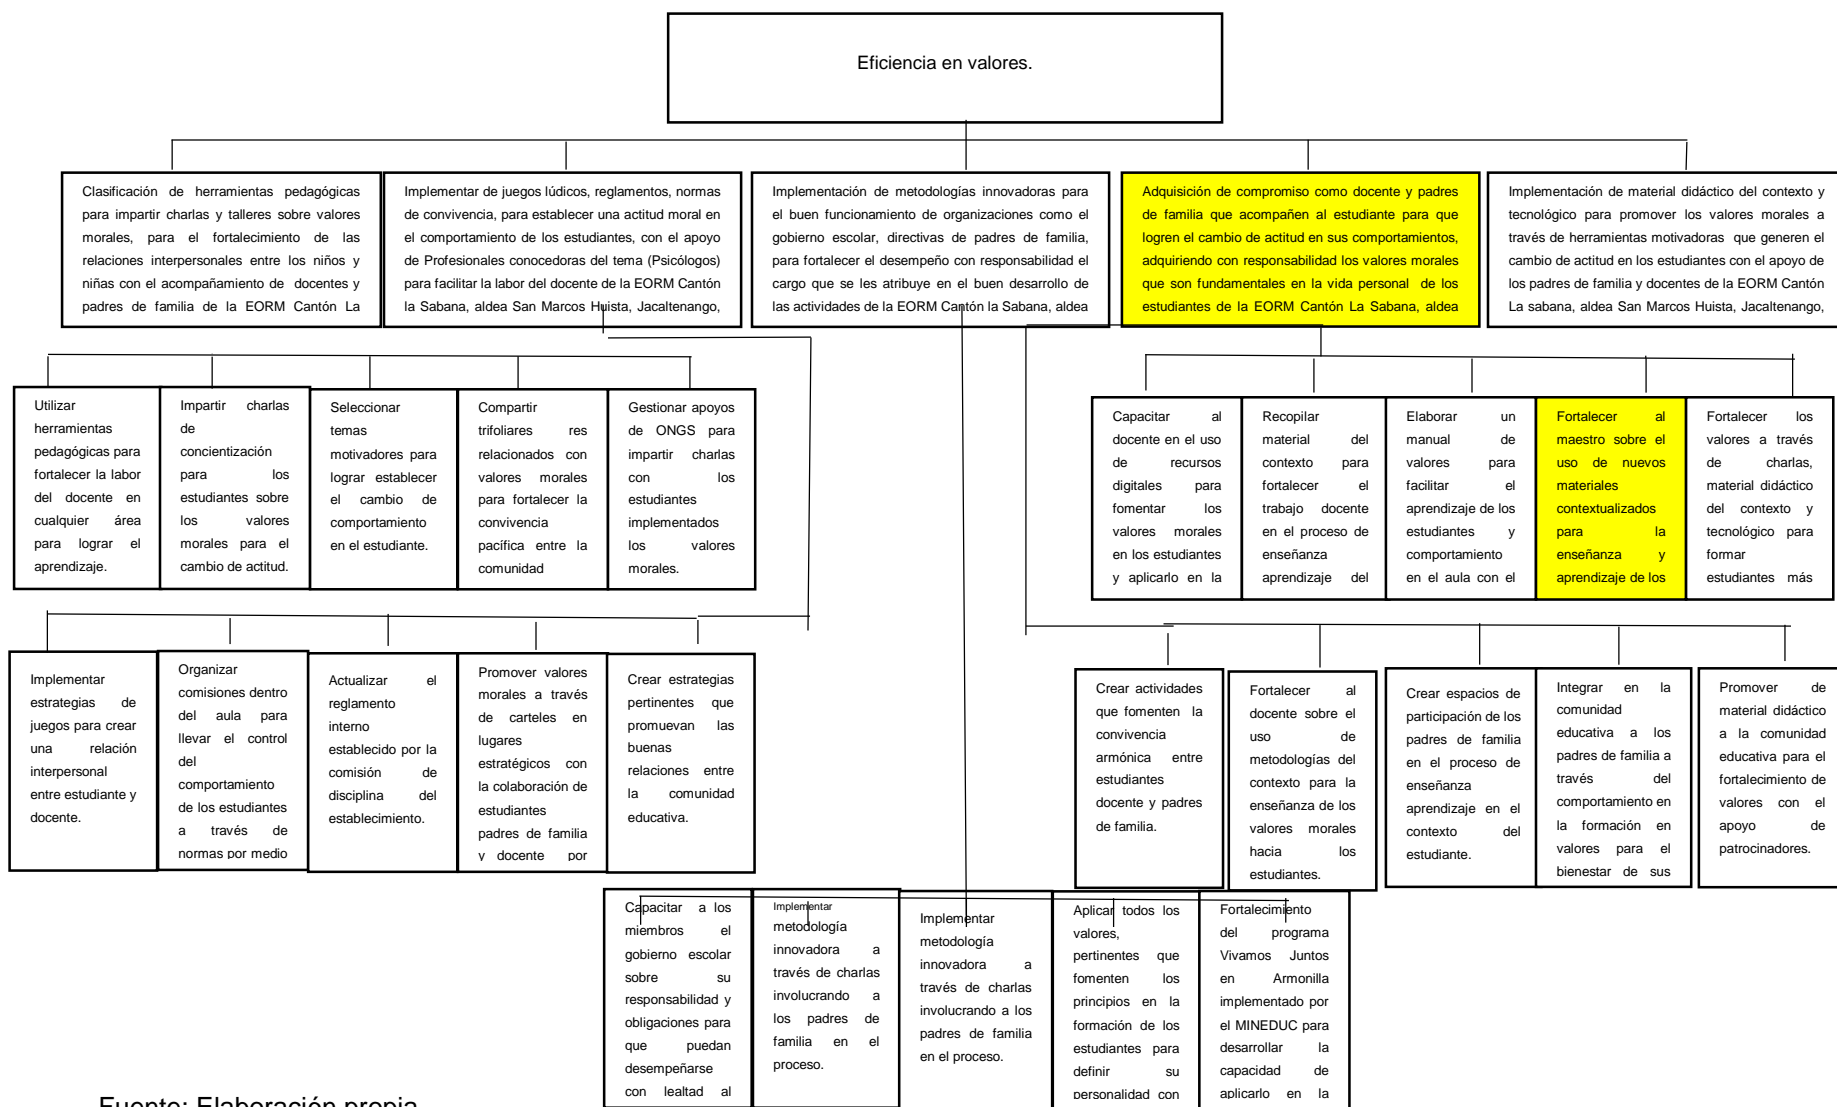 Eficiencia en valores.
Clasificación de herramientas pedagógicas
para impartir charlas y talleres sobre valores
morales, para el fortalecimiento de las
relaciones interpersonales entre los niños y
niñas con el acompañamiento de docentes y
padres de familia de la EORM Cantón La
Implementar de juegos lúdicos, reglamentos, normas
de convivencia, para establecer una actitud moral en
el comportamiento de los estudiantes, con el apoyo
de Profesionales conocedoras del tema (Psicólogos)
para facilitar la labor del docente de la EORM Cantón
la Sabana, aldea San Marcos Huista, Jacaltenango,
Implementación de metodologías innovadoras para
el buen funcionamiento de organizaciones como el
gobierno escolar, directivas de padres de familia,
para fortalecer el desempeño con responsabilidad el
cargo que se les atribuye en el buen desarrollo de
las actividades de la EORM Cantón la Sabana, aldea
Adquisición de compromiso como docente y padres
de familia que acompañen al estudiante para que
logren el cambio de actitud en sus comportamientos,
adquiriendo con responsabilidad los valores morales
que son fundamentales en la vida personal de los
estudiantes de la EORM Cantón La Sabana, aldea
Implementación de material didáctico del contexto y
tecnológico para promover los valores morales a
través de herramientas motivadoras que generen el
cambio de actitud en los estudiantes con el apoyo de
los padres de familia y docentes de la EORM Cantón
La sabana, aldea San Marcos Huista, Jacaltenango,
Utilizar
herramientas
pedagógicas para
fortalecer la labor
del docente en
cualquier área
para lograr el
aprendizaje.
Impartir charlas
de
concientización
para los
estudiantes sobre
los valores
morales para el
cambio de actitud.
Seleccionar
temas
motivadores para
lograr establecer
el cambio de
comportamiento
en el estudiante.
Compartir
trifoliares res
relacionados con
valores morales
para fortalecer la
convivencia
pacífica entre la
comunidad
Gestionar apoyos
de ONGS para
impartir charlas
con los
estudiantes
implementados
los valores
morales.
Capacitar al
docente en el uso
de recursos
digitales para
fomentar los
valores morales
en los estudiantes
y aplicarlo en la
Recopilar
material del
contexto para
fortalecer el
trabajo docente
en el proceso de
enseñanza
aprendizaje del
Elaborar un
manual de
valores para
facilitar el
aprendizaje de los
estudiantes y
comportamiento
en el aula con el
Fortalecer al
maestro sobre el
uso de nuevos
materiales
contextualizados
para la
enseñanza y
aprendizaje de los
Fortalecer los
valores a través
de charlas,
material didáctico
del contexto y
tecnológico para
formar
estudiantes más
Implementar
estrategias de
juegos para crear
una relación
interpersonal
entre estudiante y
docente.
Organizar
comisiones dentro
del aula para
llevar el control
del
comportamiento
de los estudiantes
a través de
normas por medio
Actualizar el
reglamento
interno
establecido por la
comisión de
disciplina del
establecimiento.
Promover valores
morales a través
de carteles en
lugares
estratégicos con
la colaboración de
estudiantes
padres de familia
y docente por
Crear estrategias
pertinentes que
promuevan las
buenas
relaciones entre
la comunidad
educativa.
Crear actividades
que fomenten la
convivencia
armónica entre
estudiantes
docente y padres
de familia.
Fortalecer al
docente sobre el
uso de
metodologías del
contexto para la
enseñanza de los
valores morales
hacia los
estudiantes.
Crear espacios de
participación de los
padres de familia
en el proceso de
enseñanza
aprendizaje en el
contexto del
estudiante.
Integrar en la
comunidad
educativa a los
padres de familia a
través del
comportamiento en
la formación en
valores para el
bienestar de sus
Promover de
material didáctico
a la comunidad
educativa para el
fortalecimiento de
valores con el
apoyo de
patrocinadores.
Capacitar a los
miembros el
gobierno escolar
sobre su
responsabilidad y
obligaciones para
que puedan
desempeñarse
con lealtad al
Implementar
metodología
innovadora a
través de charlas
involucrando a
los padres de
familia en el
proceso.
Implementar
metodología
innovadora a
través de charlas
involucrando a los
padres de familia
en el proceso.
Aplicar todos los
valores,
pertinentes que
fomenten los
principios en la
formación de los
estudiantes para
definir su
personalidad con
Fortalecimiento
del programa
Vivamos Juntos
en Armonilla
implementado por
el MINEDUC para
desarrollar la
capacidad de
aplicarlo en la
Fuente: Elaboración propia